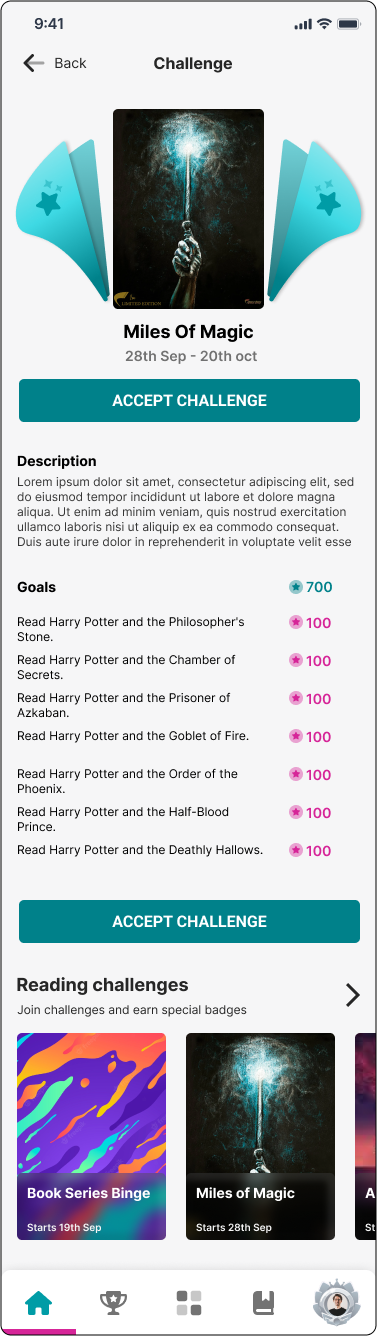 9:41
Back
Challenge
LIMITED EDITION
Miles Of Magic
28th Sep - 20th oct
ACCEPT CHALLENGE
Description
Lorem ipsum dolor sit amet, consectetur adipiscing elit, sed
do eiusmod tempor incididunt ut labore et dolore magna
aliqua. Ut enim ad minim veniam, quis nostrud exercitation
ullamco laboris nisi ut aliquip ex ea commodo consequat.
Duis aute irure dolor in reprehenderit in voluptate velit esse
Goals 700
Read Harry Potter and the Philosopher's 100
Stone.
Read Harry Potter and the Chamber of 100
Secrets.
Read Harry Potter and the Prisoner of 100
Azkaban.
Read Harry Potter and the Goblet of Fire. 100
Read Harry Potter and the Order of the 100
Phoenix.
Read Harry Potter and the Half-Blood 100
Prince.
Read Harry Potter and the Deathly Hallows. 100
ACCEPT CHALLENGE
Reading challenges
Join challenges and earn special badges
Book Series Binge
Starts 19th Sep
Miles of Magic
Starts 28th Sep
A
St